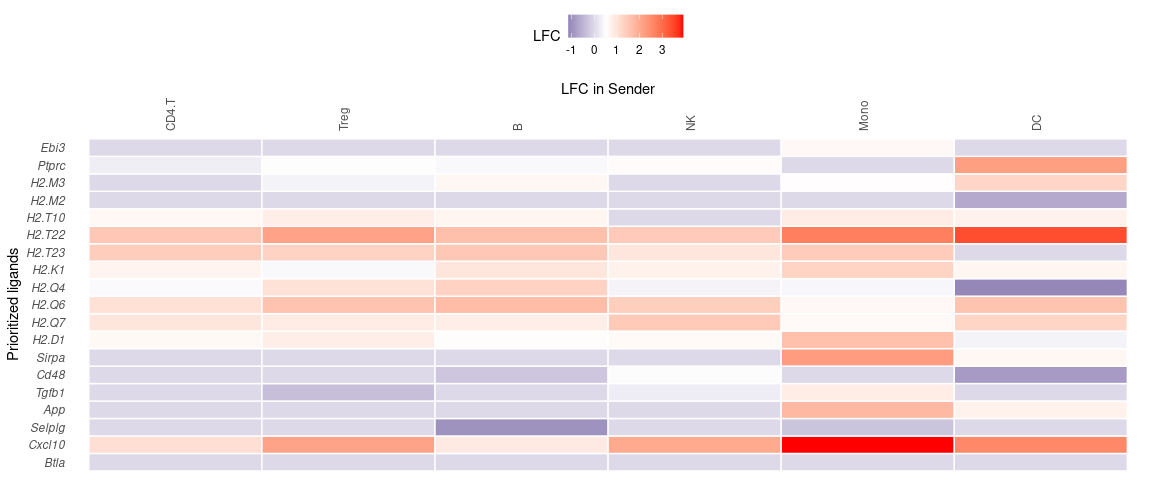 LFC
-1 0 1 2 3
LFC in Sender
CD4.T Treg B NK Mono DC
Prioritized ligands
Ebi3
Ptprc
H2.M3
H2.M2
H2.T10
H2.T22
H2.T23
H2.K1
H2.Q4
H2.Q6
H2.Q7
H2.D1
Sirpa
Cd48
Tgfb1
App
Selplg
Cxcl10
Btla